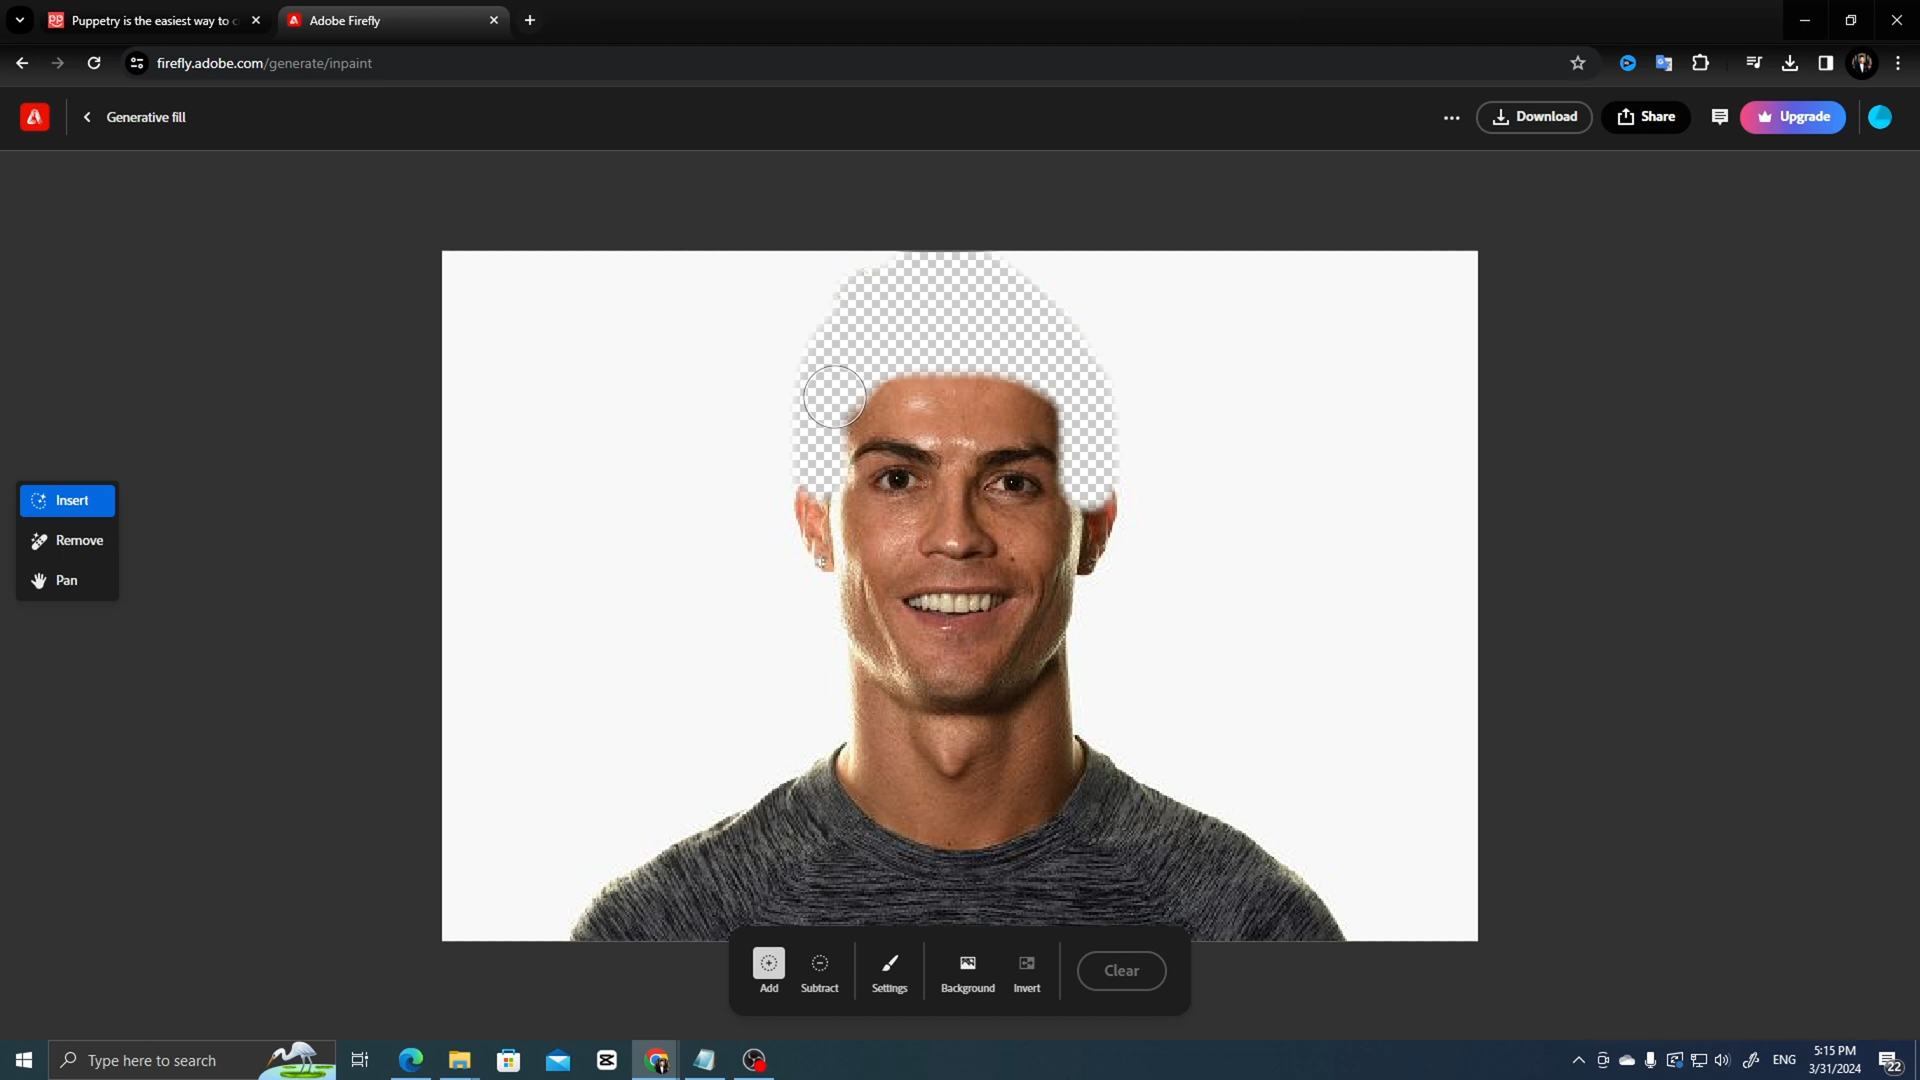 Puppetry is the easiest way to c
Adobe Firefly
firefly.adobe.com/generate/inpaint
Generative fill
Download
Share
Upgrade
Insert
Remove
Pan
Add
Subtract
Settings
Background
Invert
Clear
Type here to search
ENG
5:15 PM
3/31/2024
22